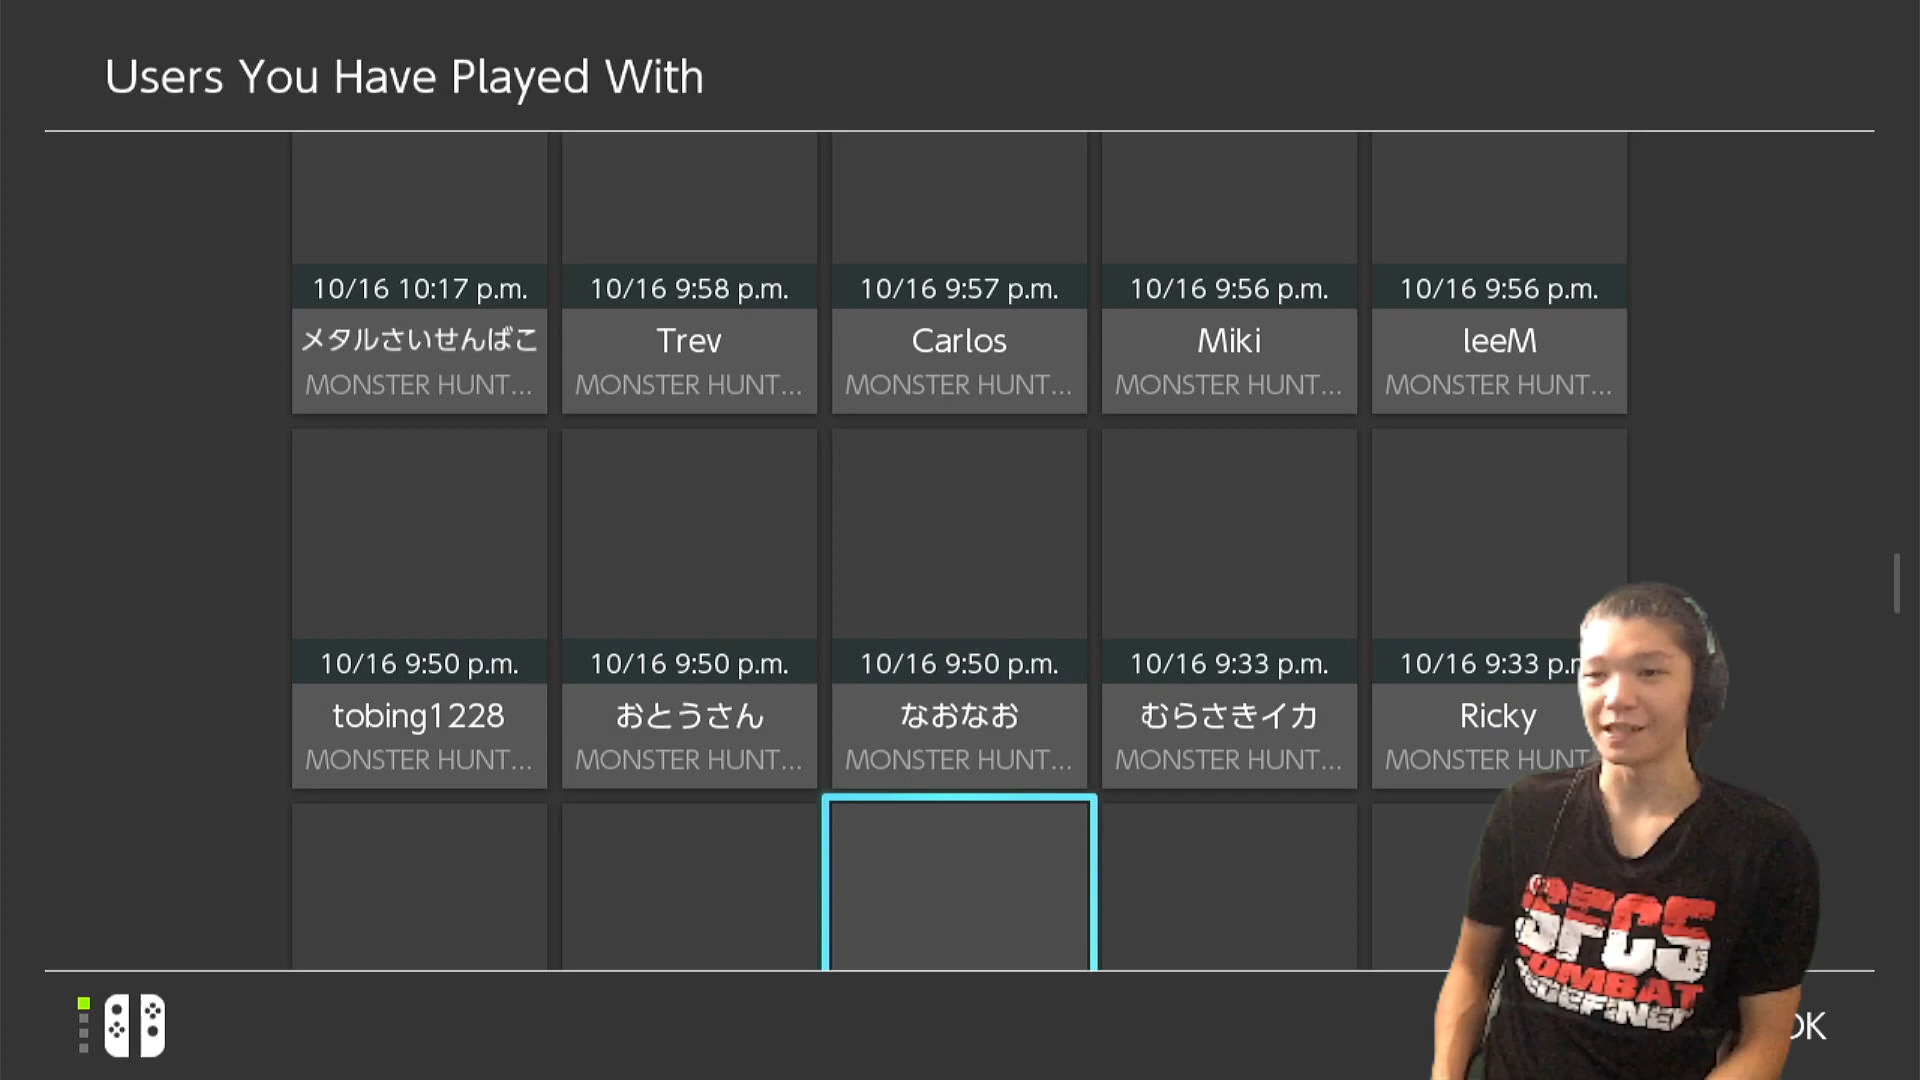 Users You Have Played With
10/16 10:17 p.m.
10/16 9:58 p.m.
10/16 9:57 p.m.
10/16 9:56 p.m.
10/16 9:56 p.m.
メタルさいせんばこ
Trev
Carlos
Miki
leeM
MONSTER HUNT...
MONSTER HUNT...
MONSTER HUNT...
MONSTER HUNT...
MONSTER HUNT...
10/16 9:50 p.m.
10/16 9:50 p.m.
10/16 9:50 p.m.
10/16 9:33 p.m.
10/16 9:33
tobing1228
おとうさん
なおなお
むらさきイカ
Ricky
MONSTER HUNT...
MONSTER HUNT...
MONSTER HUNT...
MONSTER HUNT...
MONSTER HUNT
COMBAT
OK